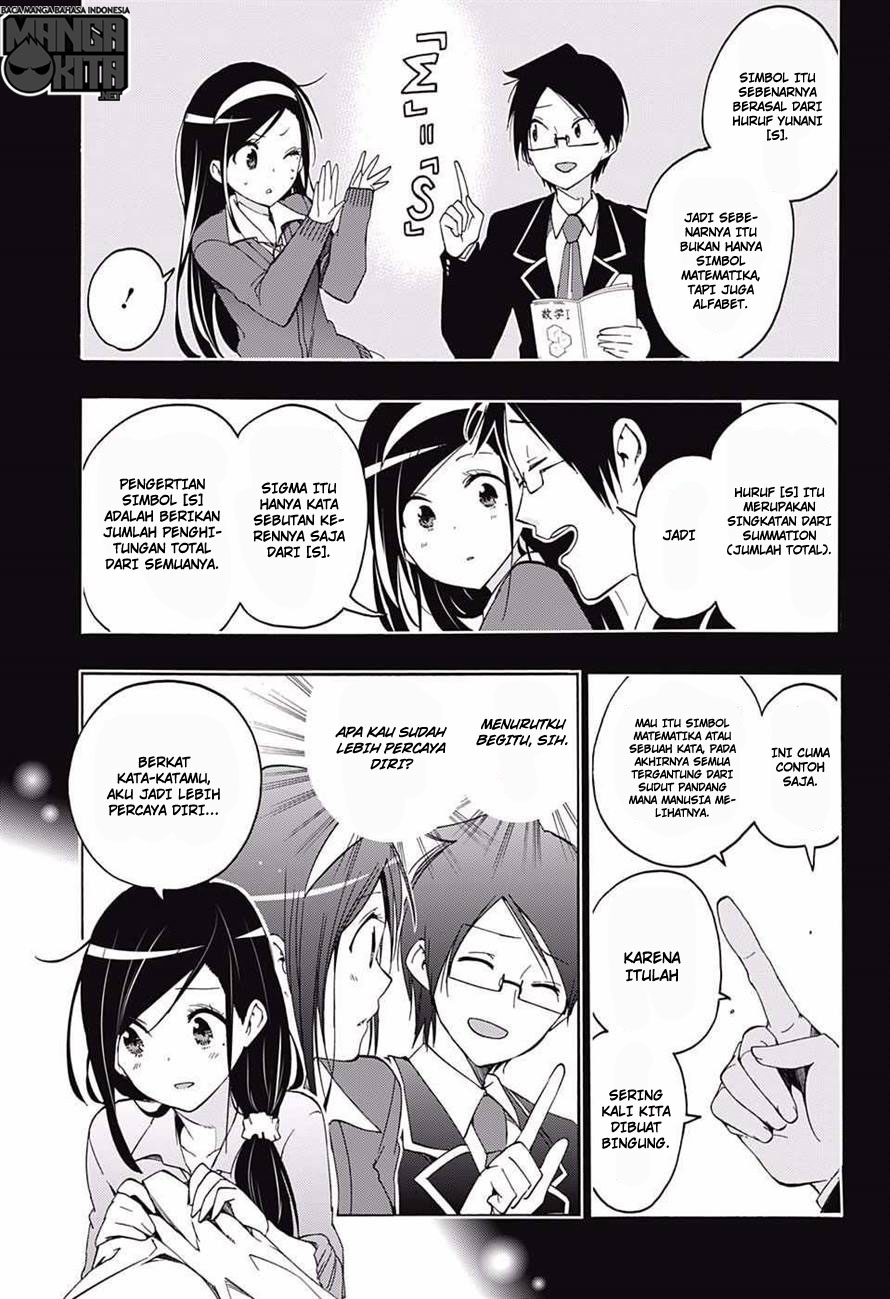 BACA MANGA BAHASA INDONESIA
MANGA
KITA
.NET
SIMBOL ITU
SEBENARNYA
BERASAL DARI
HURUF YUNANI
[S].
JADI SEBE-
NARNYA ITU
BUKAN HANYA
SIMBOL
MATEMATIKA,
TAPI JUGA
ALFABET.
「Σ」=「S」
数学I
!
HURUF [S] ITU
MERUPAKAN
SINGKATAN DARI
SUMMATION
(JUMLAH TOTAL).
JADI
SIGMA ITU
HANYA KATA
SEBUTAN KE-
RENNYA SAJA
DARI [S].
PENGERTIAN
SIMBOL [S]
ADALAH BERIKAN
JUMLAH PENGHI-
TUNGAN TOTAL
DARI SEMUANYA.
INI CUMA
CONTOH
SAJA.
MAU ITU SIMBOL
MATEMATIKA ATAU
SEBUAH KATA, PADA
AKHIRNYA SEMUA
TERGANTUNG DARI
SUDUT PANDANG
MANA MANUSIA ME-
LIHATNYA.
KARENA
ITULAH
SERING
KALI KITA
DIBUAT
BINGUNG.
MENURUTKU
BEGITU, SIH.
APA KAU SUDAH
LEBIH PERCAYA
DIRI?
BERKAT
KATA-KATAMU,
AKU JADI LEBIH
PERCAYA DIRI...